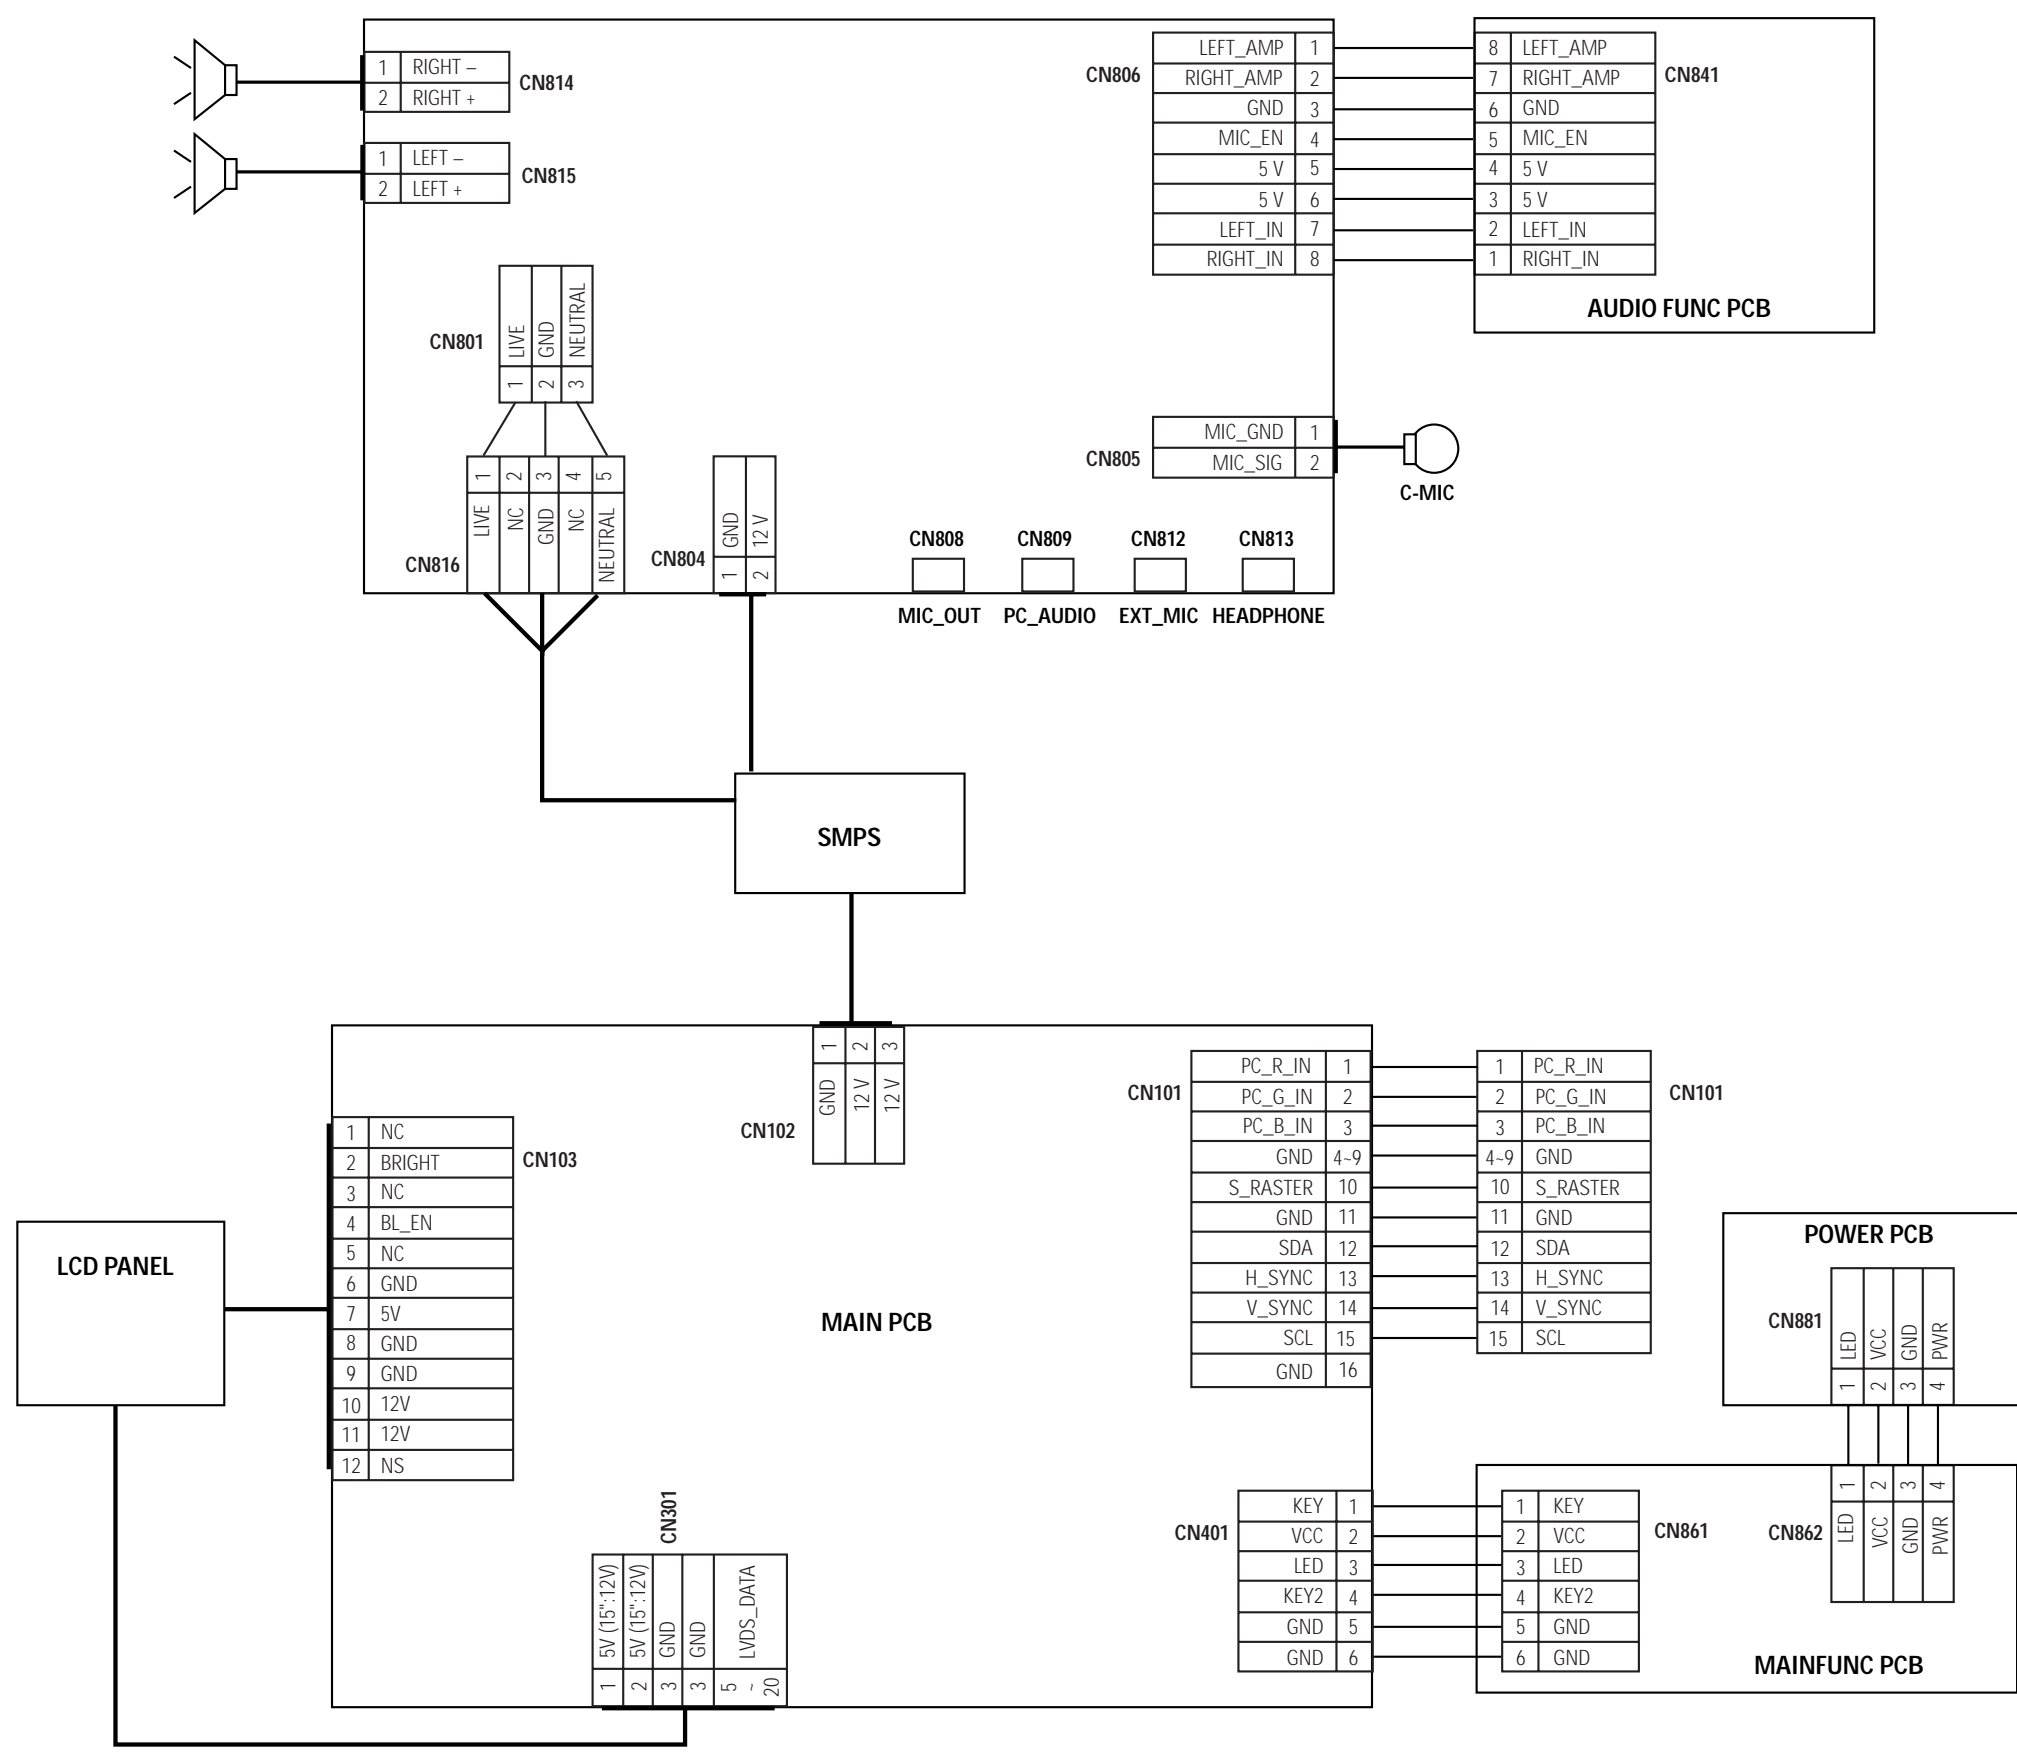 1 RIGHT –
2 RIGHT +
CN814
1 LEFT –
2 LEFT +
CN815
CN806
LEFT_AMP 1
RIGHT_AMP 2
GND 3
MIC_EN 4
5 V 5
5 V 6
LEFT_IN 7
RIGHT_IN 8
8 LEFT_AMP
7 RIGHT_AMP
6 GND
5 MIC_EN
4 5 V
3 5 V
2 LEFT_IN
1 RIGHT_IN
CN841
AUDIO FUNC PCB
CN801
LIVE 1
GND 2
NEUTRAL 3
1 LIVE
2 NC
3 GND
4 NC
5 NEUTRAL
CN816
CN804
GND 1
12 V 2
CN805
MIC_GND 1
MIC_SIG 2
C-MIC
CN808 CN809 CN812 CN813
MIC_OUT PC_AUDIO EXT_MIC HEADPHONE
SMPS
1 GND
2 12 V
3 12 V
CN102
LCD PANEL
1 NC
2 BRIGHT
3 NC
4 BL_EN
5 NC
6 GND
7 5V
8 GND
9 GND
10 12V
11 12V
12 NS
CN103
MAIN PCB
CN101
PC_R_IN 1
PC_G_IN 2
PC_B_IN 3
GND 4~9
S_RASTER 10
GND 11
SDA 12
H_SYNC 13
V_SYNC 14
SCL 15
GND 16
1 PC_R_IN
2 PC_G_IN
3 PC_B_IN
4~9 GND
10 S_RASTER
11 GND
12 SDA
13 H_SYNC
14 V_SYNC
15 SCL
CN101
POWER PCB
CN881
LED 1
VCC 2
GND 3
PWR 4
CN301
5V (15":12V) 1
5V (15":12V) 2
GND 3
GND 3
LVDS_DATA 5 ~ 20
CN401
KEY 1
VCC 2
LED 3
KEY2 4
GND 5
GND 6
1 KEY
2 VCC
3 LED
4 KEY2
5 GND
6 GND
CN861
CN862
1 LED
2 VCC
3 GND
4 PWR
MAINFUNC PCB